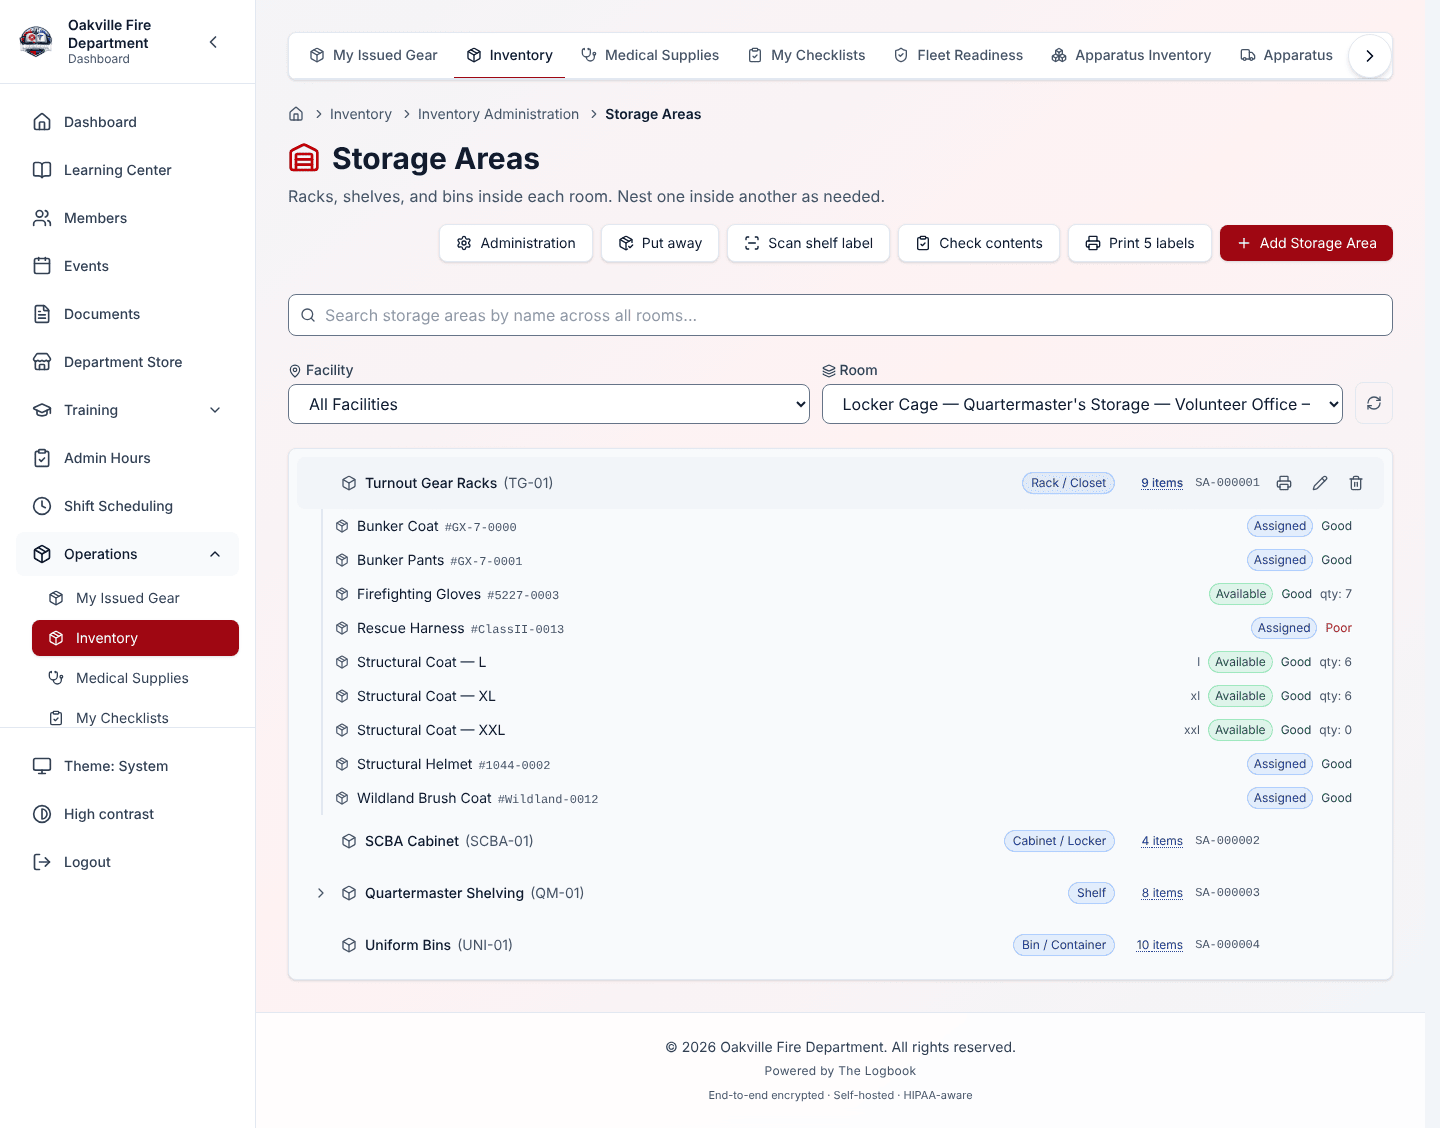 Oakville Fire
Department
Dashboard
Dashboard
Learning Center
Members
Events
Documents
Department Store
Training
Admin Hours
Shift Scheduling
Operations
My Issued Gear
Inventory
Medical Supplies
My Checklists
Theme: System
High contrast
Logout
My Issued Gear Inventory Medical Supplies My Checklists Fleet Readiness Apparatus Inventory Apparatus
Inventory Inventory Administration Storage Areas
Storage Areas
Racks, shelves, and bins inside each room. Nest one inside another as needed.
Administration Put away Scan shelf label Check contents Print 5 labels Add Storage Area
Search storage areas by name across all rooms...
Facility Room
All Facilities Locker Cage — Quartermaster's Storage — Volunteer Office –
Turnout Gear Racks (TG-01) Rack / Closet 9 items SA-000001
Bunker Coat #GX-7-0000 Assigned Good
Bunker Pants #GX-7-0001 Assigned Good
Firefighting Gloves #5227-0003 Available Good qty: 7
Rescue Harness #ClassII-0013 Assigned Poor
Structural Coat — L l Available Good qty: 6
Structural Coat — XL xl Available Good qty: 6
Structural Coat — XXL xxl Available Good qty: 0
Structural Helmet #1044-0002 Assigned Good
Wildland Brush Coat #Wildland-0012 Assigned Good
SCBA Cabinet (SCBA-01) Cabinet / Locker 4 items SA-000002
Quartermaster Shelving (QM-01) Shelf 8 items SA-000003
Uniform Bins (UNI-01) Bin / Container 10 items SA-000004
© 2026 Oakville Fire Department. All rights reserved.
Powered by The Logbook
End-to-end encrypted · Self-hosted · HIPAA-aware